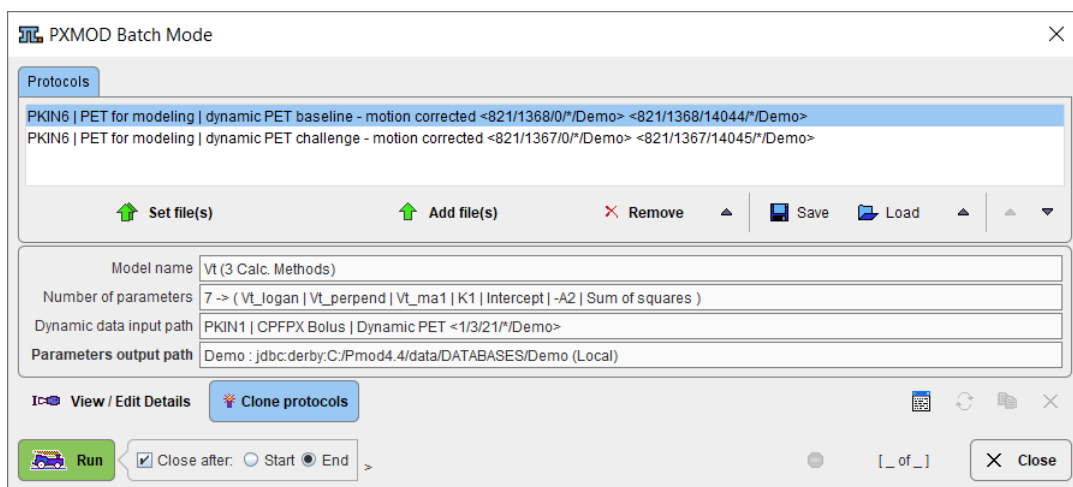 PXMOD Batch Mode
Protocols
PKIN6 | PET for modeling | dynamic PET baseline - motion corrected <821/1368/0/*/Demo> <821/1368/14044/*/Demo>
PKIN6 | PET for modeling | dynamic PET challenge - motion corrected <821/1367/0/*/Demo> <821/1367/14045/*/Demo>
Set file(s) Add file(s) Remove Save Load
Model name Vt (3 Calc. Methods)
Number of parameters 7 -> ( Vt_logan | Vt_perpend | Vt_ma1 | K1 | Intercept | -A2 | Sum of squares )
Dynamic data input path PKIN1 | CPFPX Bolus | Dynamic PET <1/3/21/*/Demo>
Parameters output path Demo : jdbc:derby:C:/Pmod4.4/data/DATABASES/Demo (Local)
View / Edit Details Clone protocols
Run Close after: Start End > [ _ of _ ] Close